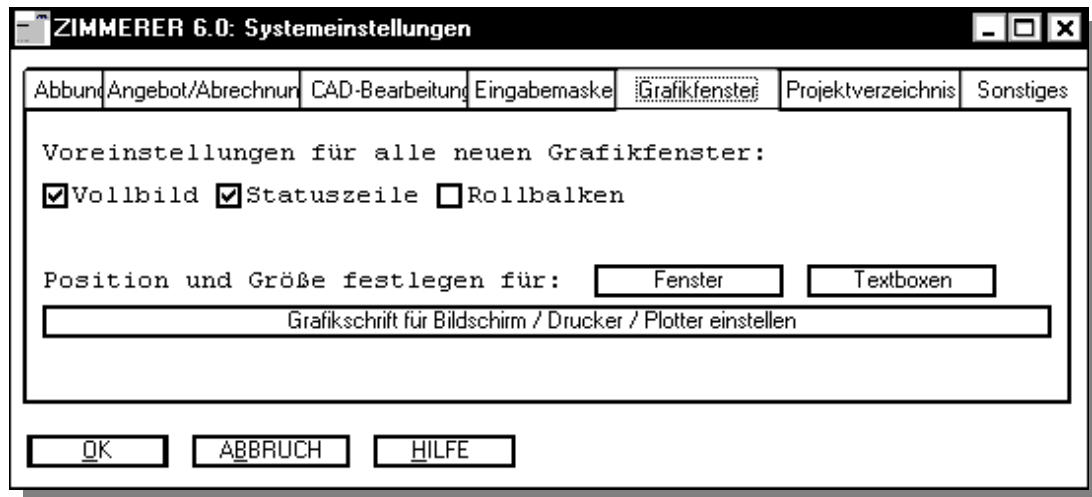 ZIMMERER 6.0: Systemeinstellungen
Abbund Angebot/Abrechnun CAD-Bearbeitung Eingabemaske Grafikfenster Projektverzeichnis Sonstiges
Voreinstellungen für alle neuen Grafikfenster:
Vollbild Statuszeile Rollbalken
Position und Größe festlegen für: Fenster Textboxen
Grafikschrift für Bildschirm / Drucker / Plotter einstellen
OK ABBRUCH HILFE